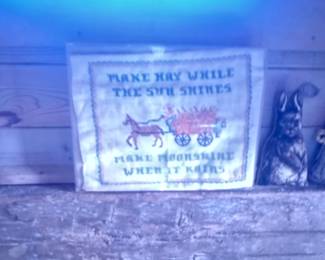 MAKE HAY WHILE
THE SUN SHINES
MAKE MOONSHINE
WHEN IT RAINS